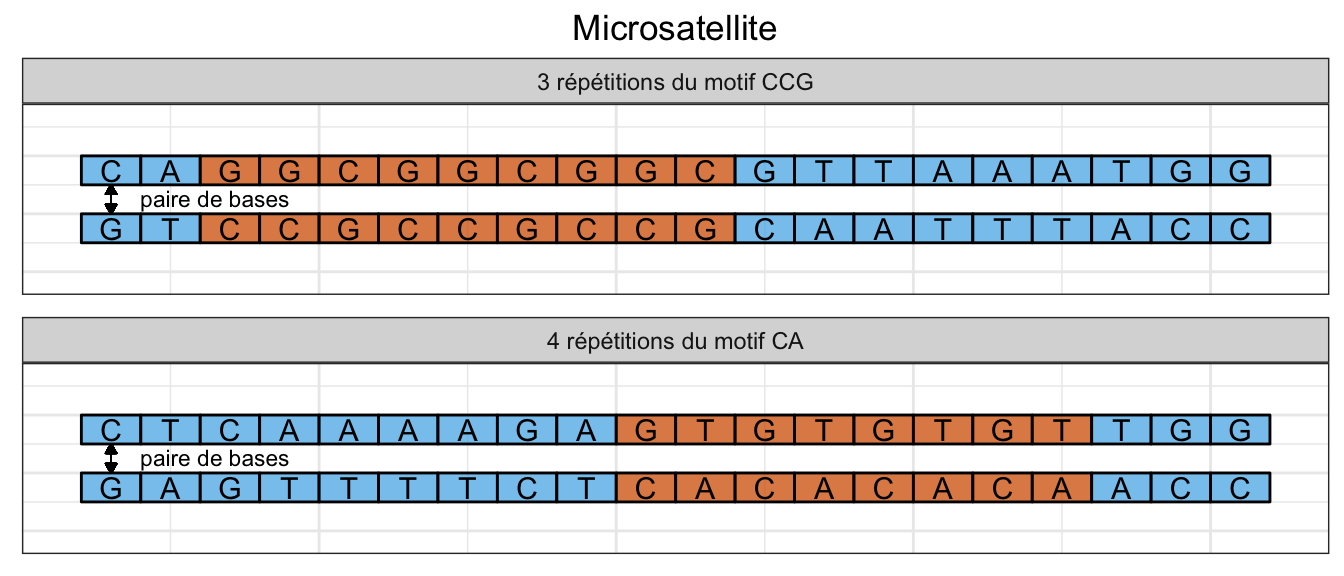 Microsatellite
3 répétitions du motif CCG
C A G G C G G C G G C G T T A A A T G G
paire de bases
G T C C G C C G C C G C A A T T T A C C
4 répétitions du motif CA
C T C A A A A G A G T G T G T G T T G G
paire de bases
G A G T T T T C T C A C A C A C A A C C